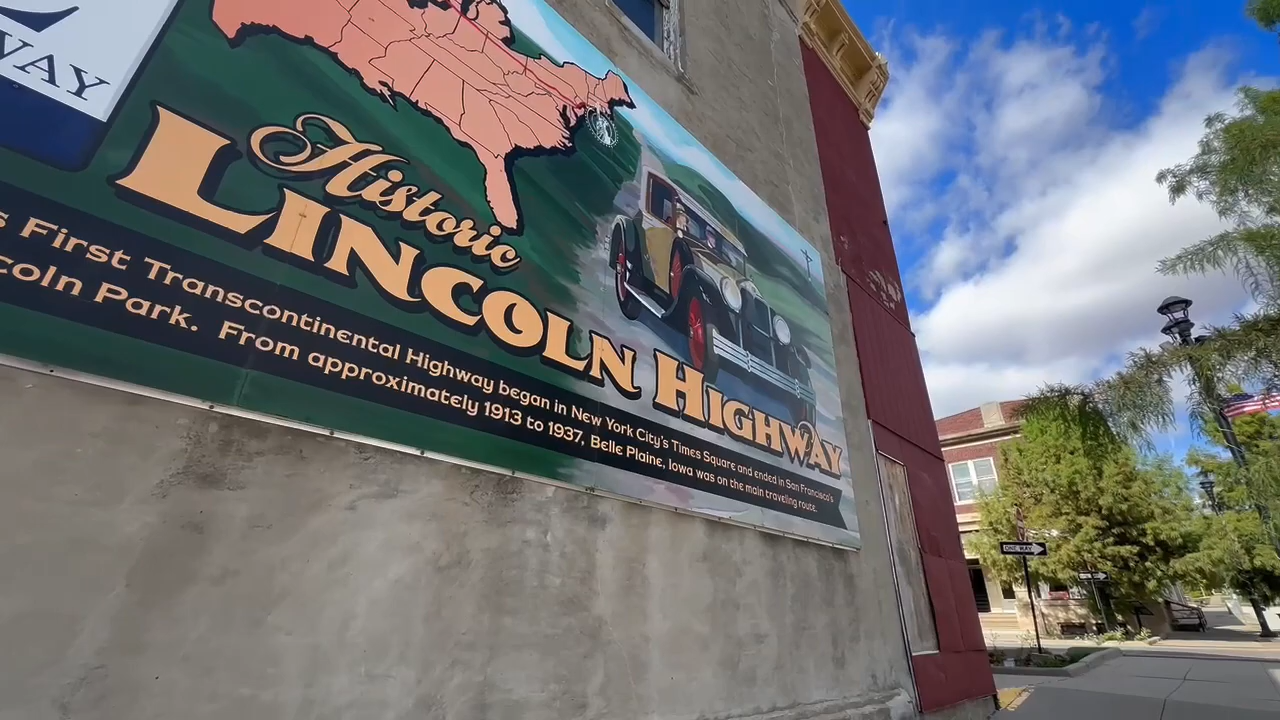 WAY
Historic
LINCOLN HIGHWAY
s First Transcontinental Highway began in New York City's Times Square and ended in San Francisco's
coln Park. From approximately 1913 to 1937, Belle Plaine, Iowa was on the main traveling route.
ONE WAY